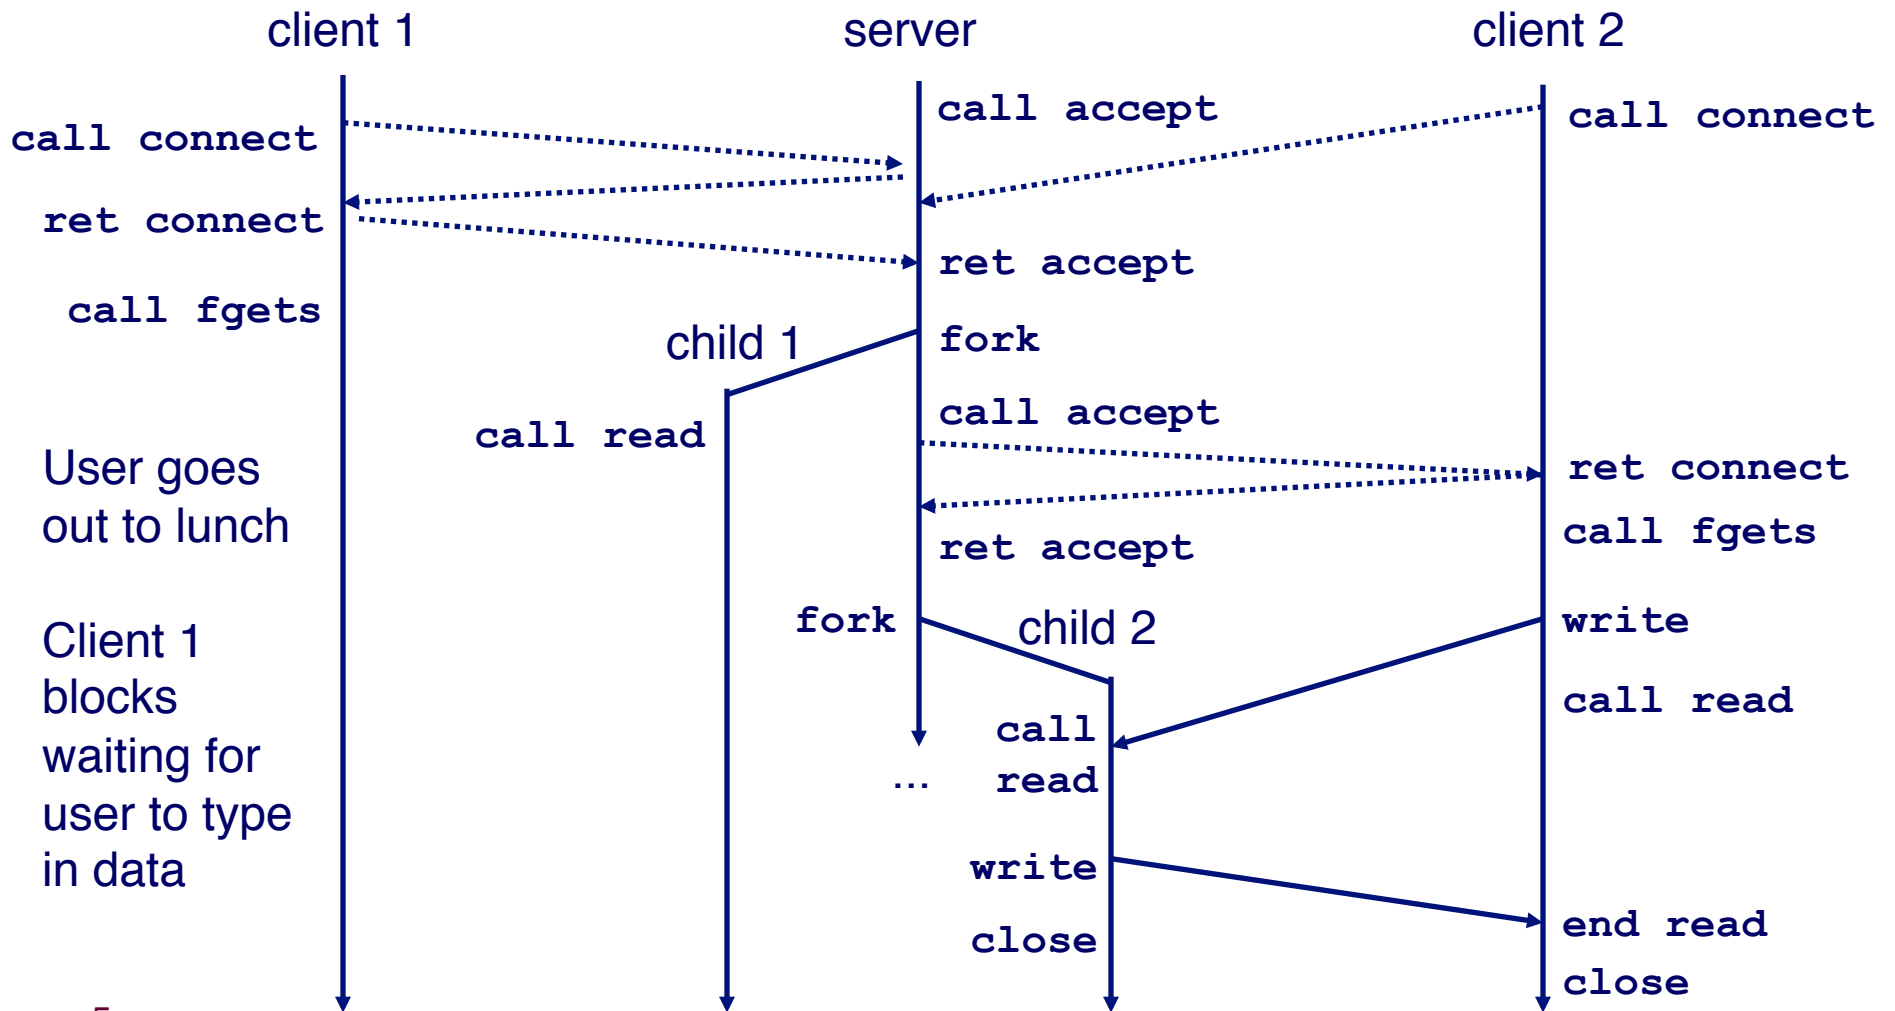 client 1
server
client 2
call accept
call connect
call connect
ret connect
ret accept
call fgets
child 1
fork
call accept
call read
User goes
out to lunch
ret connect
call fgets
ret accept
fork
child 2
write
Client 1
blocks
waiting for
user to type
in data
call
read
call read
...
write
close
end read
close